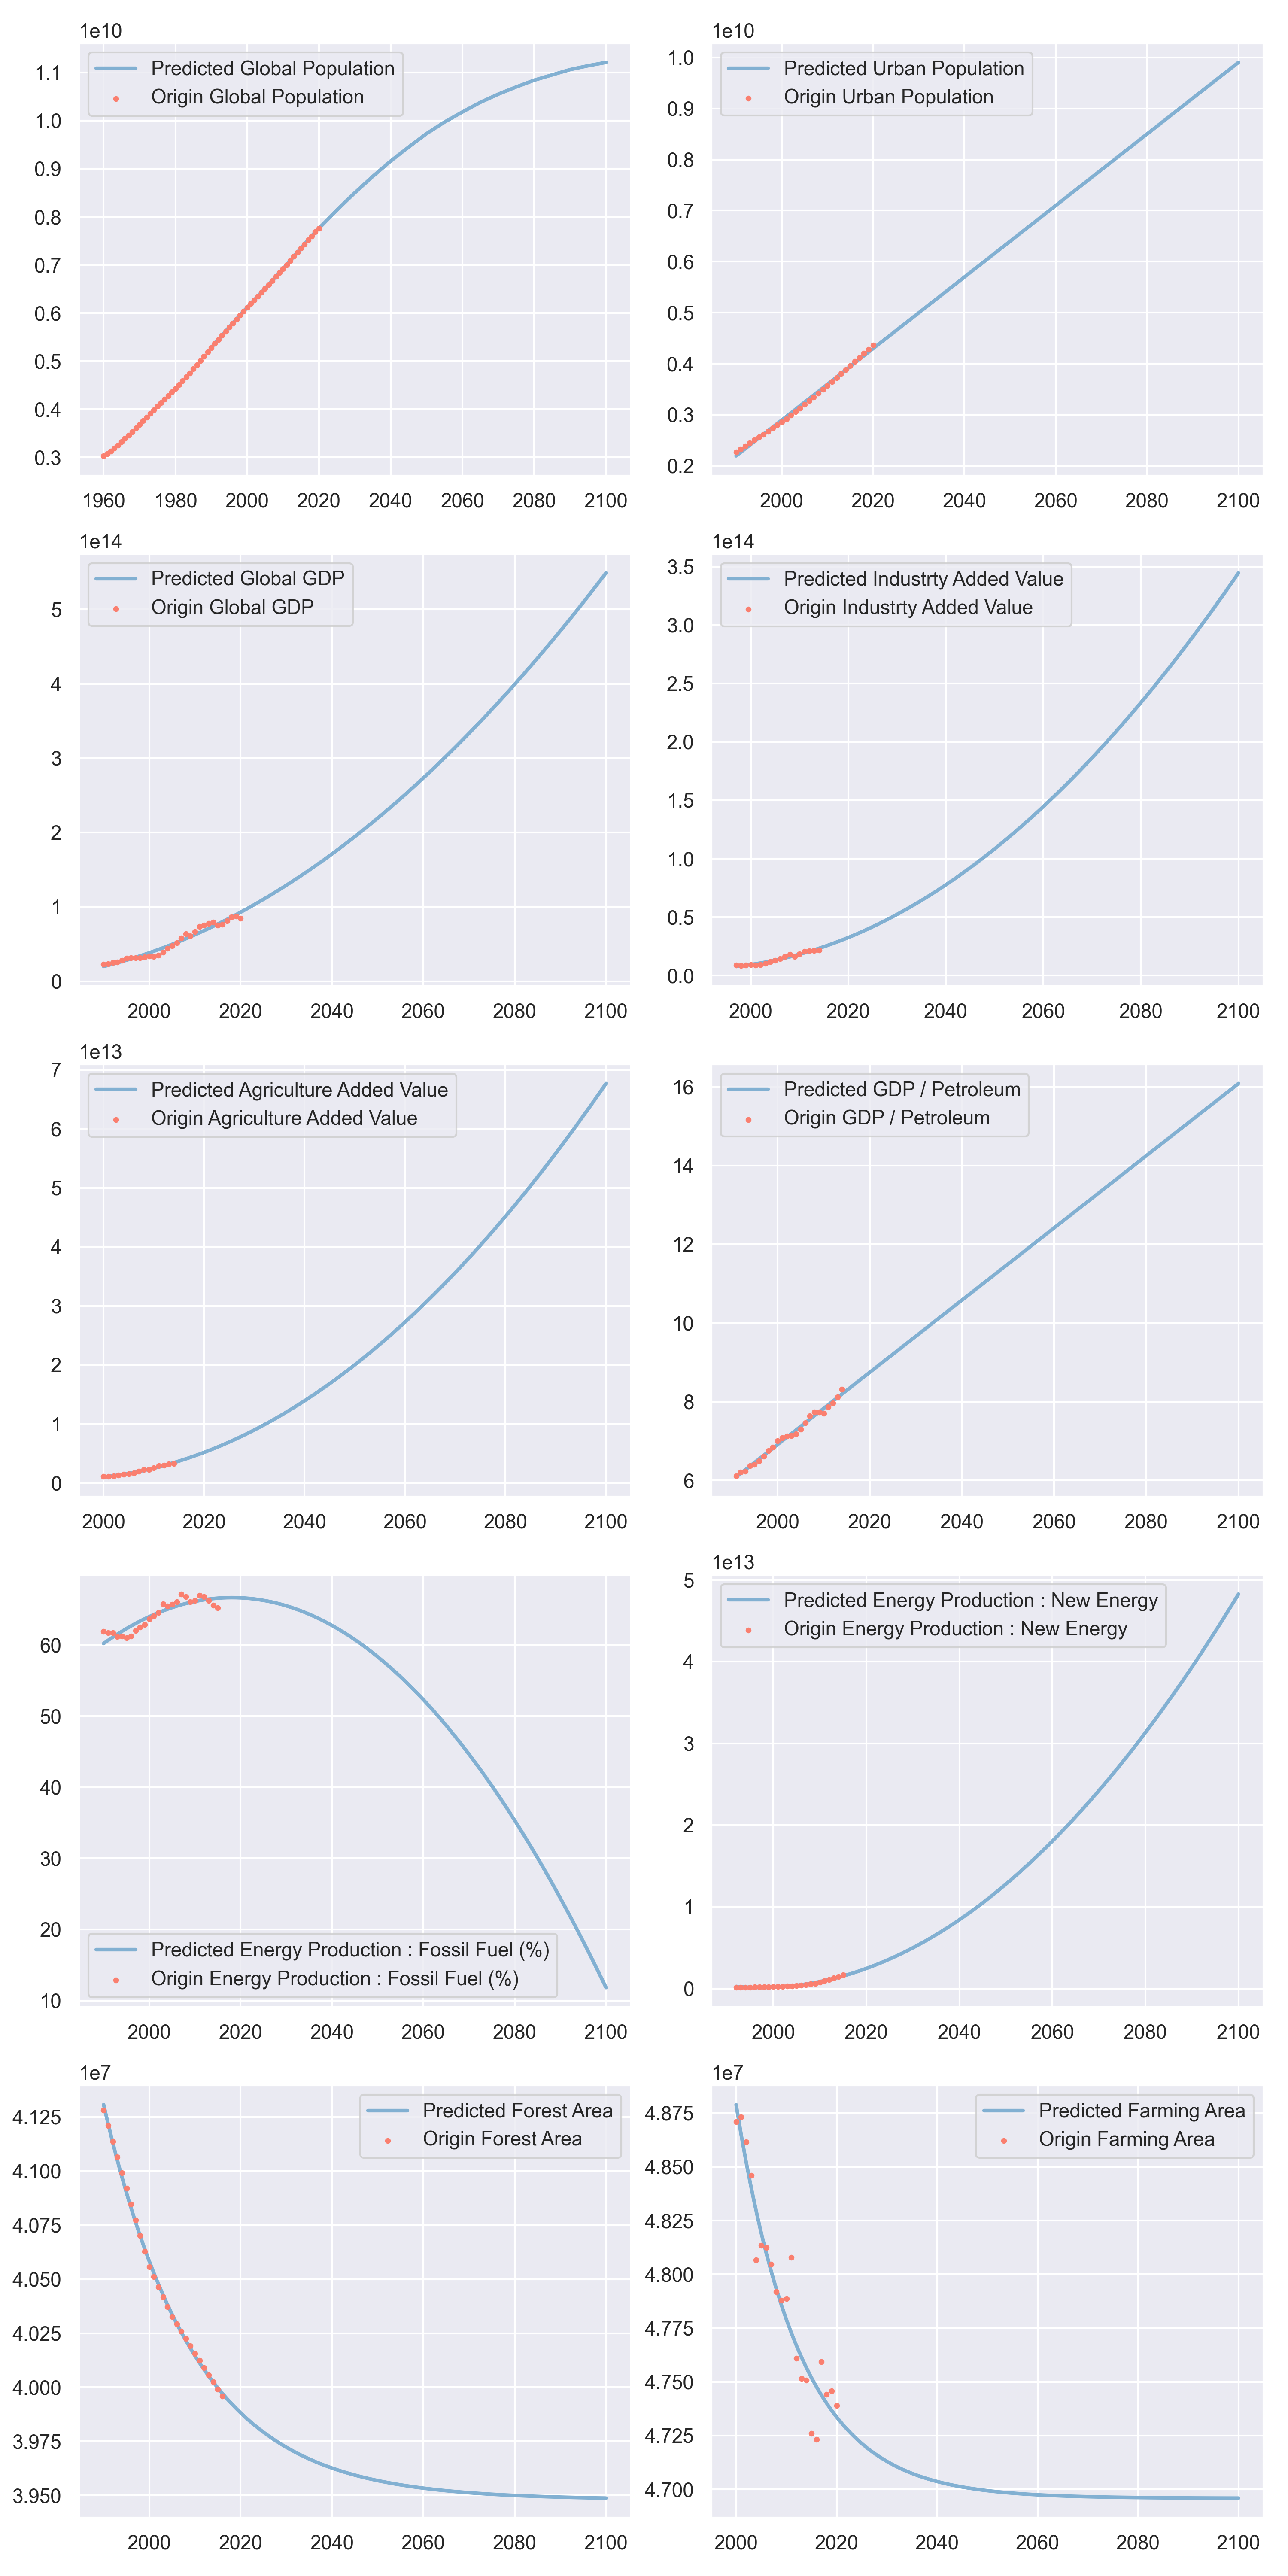 1e10
Predicted Global Population
Origin Global Population
1.1
1.0
0.9
0.8
0.7
0.6
0.5
0.4
0.3
1960 1980 2000 2020 2040 2060 2080 2100
1e10
Predicted Urban Population
Origin Urban Population
1.0
0.9
0.8
0.7
0.6
0.5
0.4
0.3
0.2
2000 2020 2040 2060 2080 2100
1e14
Predicted Global GDP
Origin Global GDP
5
4
3
2
1
0
2000 2020 2040 2060 2080 2100
1e14
Predicted Industrty Added Value
Origin Industrty Added Value
3.5
3.0
2.5
2.0
1.5
1.0
0.5
0.0
2000 2020 2040 2060 2080 2100
1e13
Predicted Agriculture Added Value
Origin Agriculture Added Value
7
6
5
4
3
2
1
0
2000 2020 2040 2060 2080 2100
Predicted GDP / Petroleum
Origin GDP / Petroleum
16
14
12
10
8
6
2000 2020 2040 2060 2080 2100
60
50
40
30
20
10
Predicted Energy Production : Fossil Fuel (%)
Origin Energy Production : Fossil Fuel (%)
2000 2020 2040 2060 2080 2100
1e13
Predicted Energy Production : New Energy
Origin Energy Production : New Energy
5
4
3
2
1
0
2000 2020 2040 2060 2080 2100
1e7
Predicted Forest Area
Origin Forest Area
4.125
4.100
4.075
4.050
4.025
4.000
3.975
3.950
2000 2020 2040 2060 2080 2100
1e7
Predicted Farming Area
Origin Farming Area
4.875
4.850
4.825
4.800
4.775
4.750
4.725
4.700
2000 2020 2040 2060 2080 2100